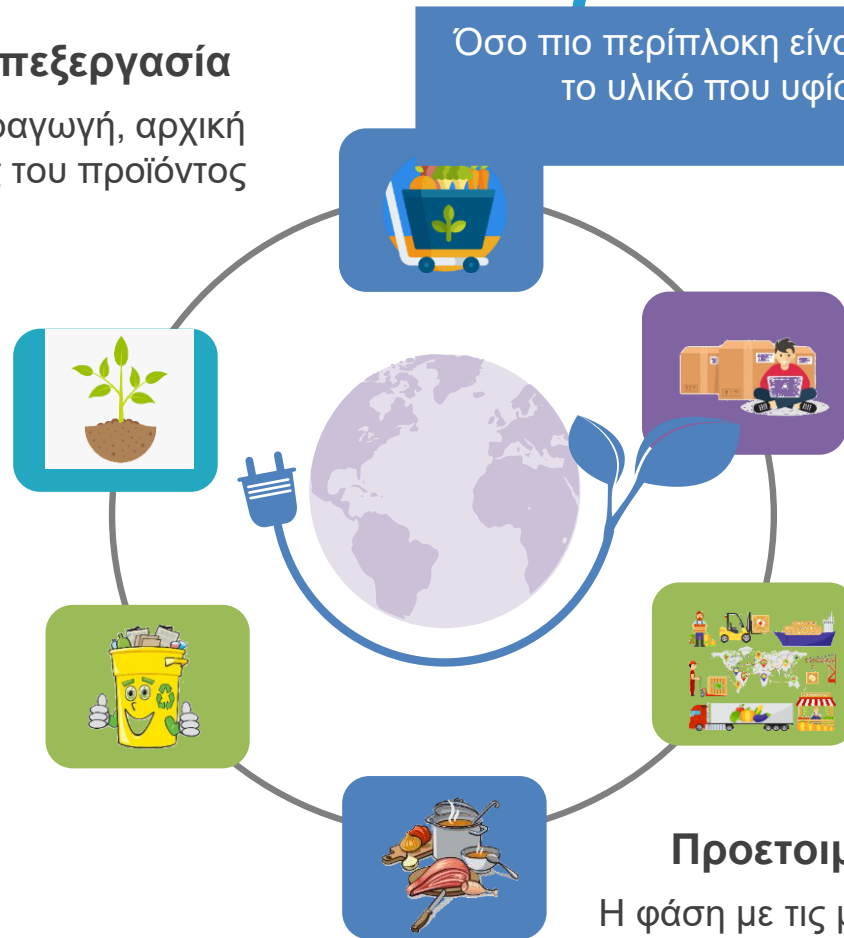 πεξεργασία
ραγωγή, αρχική
ς του προϊόντος
Όσο πιο περίπλοκη είνα
το υλικό που υφίσ
Προετοιμ
Η φάση με τις μ